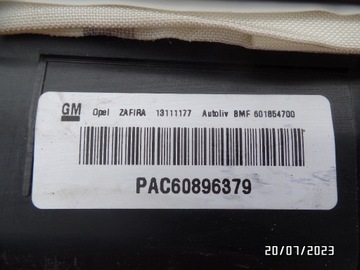 GM Opel ZAFIRA 13111177 Autoliv BMF 601854700
PAC60896379
20/07/2023